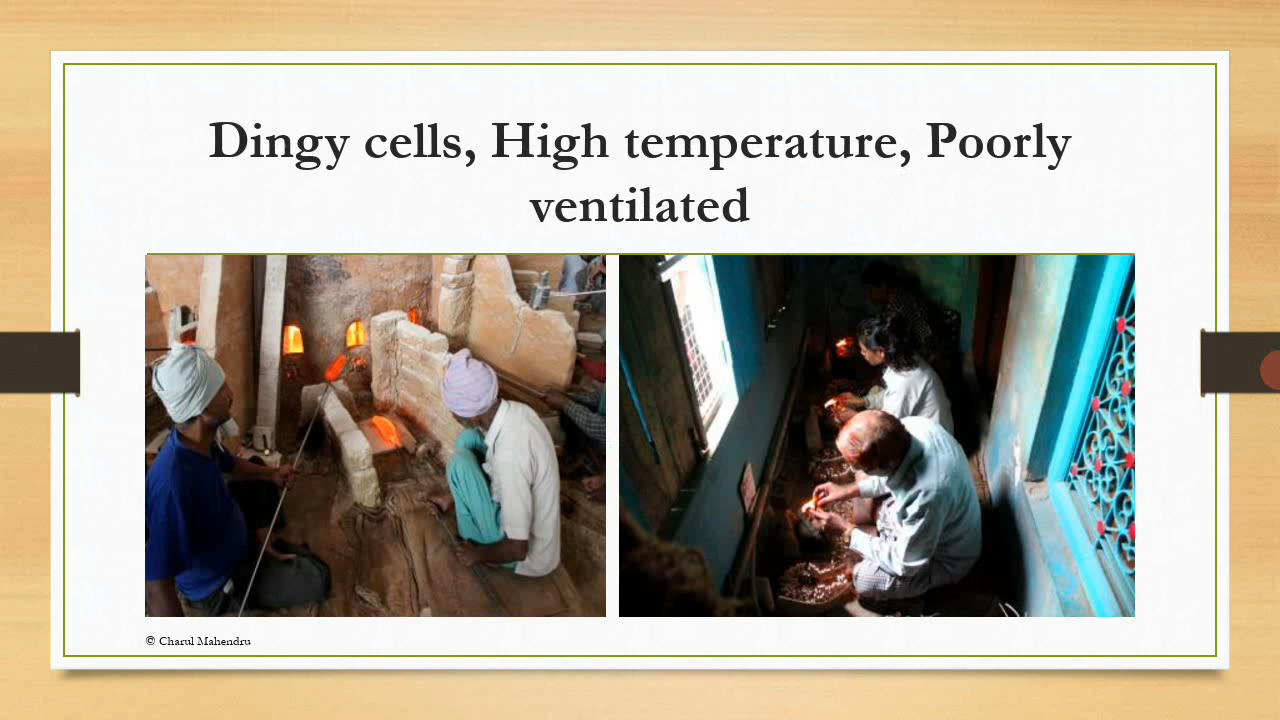 Dingy cells, High temperature, Poorly
ventilated
© Charul Mahendru